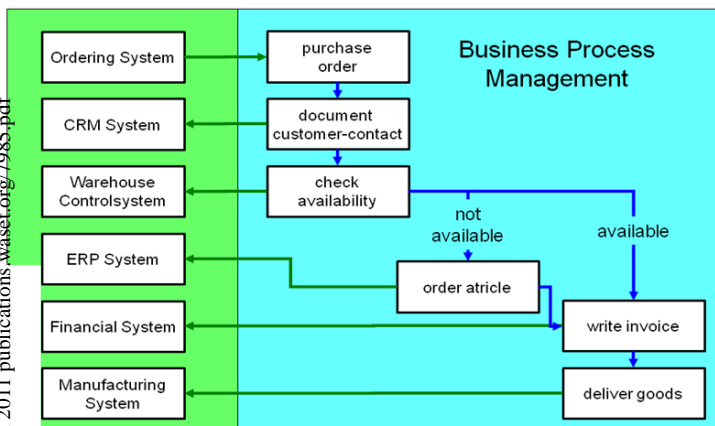 Business Process
Management
Ordering System
purchase
order
CRM System
document
customer-contact
Warehouse
Controlsystem
check
availability
not
available
available
ERP System
order atricle
Financial System
write invoice
Manufacturing
System
deliver goods
2011 publications.waset.org/7985.pdf